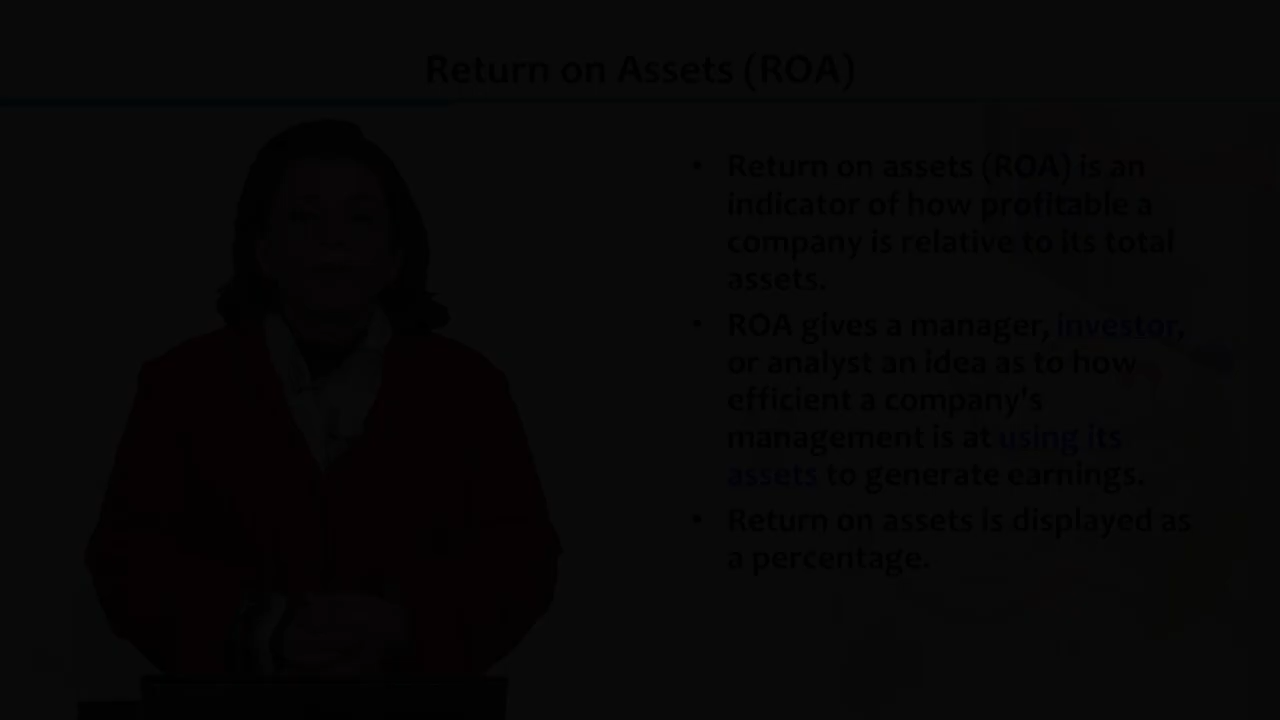 Return on Assets (ROA)
• Return on assets (ROA) is an
indicator of how profitable a
company is relative to its total
assets.
• ROA gives a manager, investor,
or analyst an idea as to how
efficient a company's
management is at using its
assets to generate earnings.
• Return on assets is displayed as
a percentage.